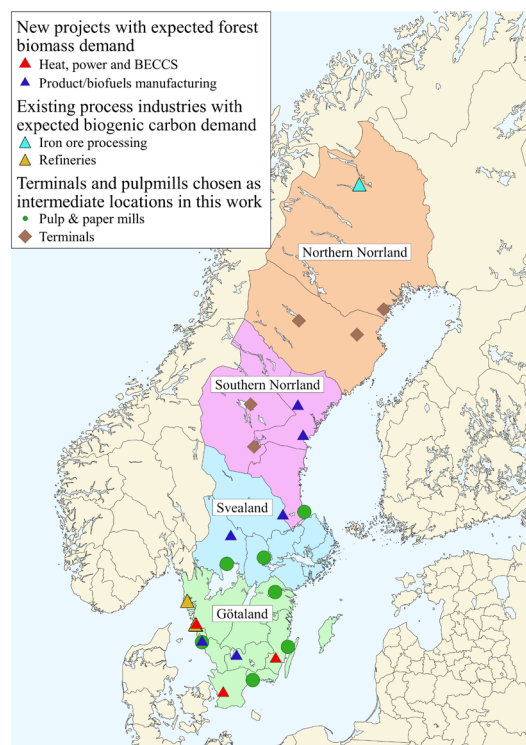 New projects with expected forest
biomass demand
Heat, power and BECCS
Product/biofuels manufacturing
Existing process industries with
expected biogenic carbon demand
Iron ore processing
Refineries
Terminals and pulpmills chosen as
intermediate locations in this work
Pulp & paper mills
Terminals
Northern Norrland
Southern Norrland
Svealand
Götaland